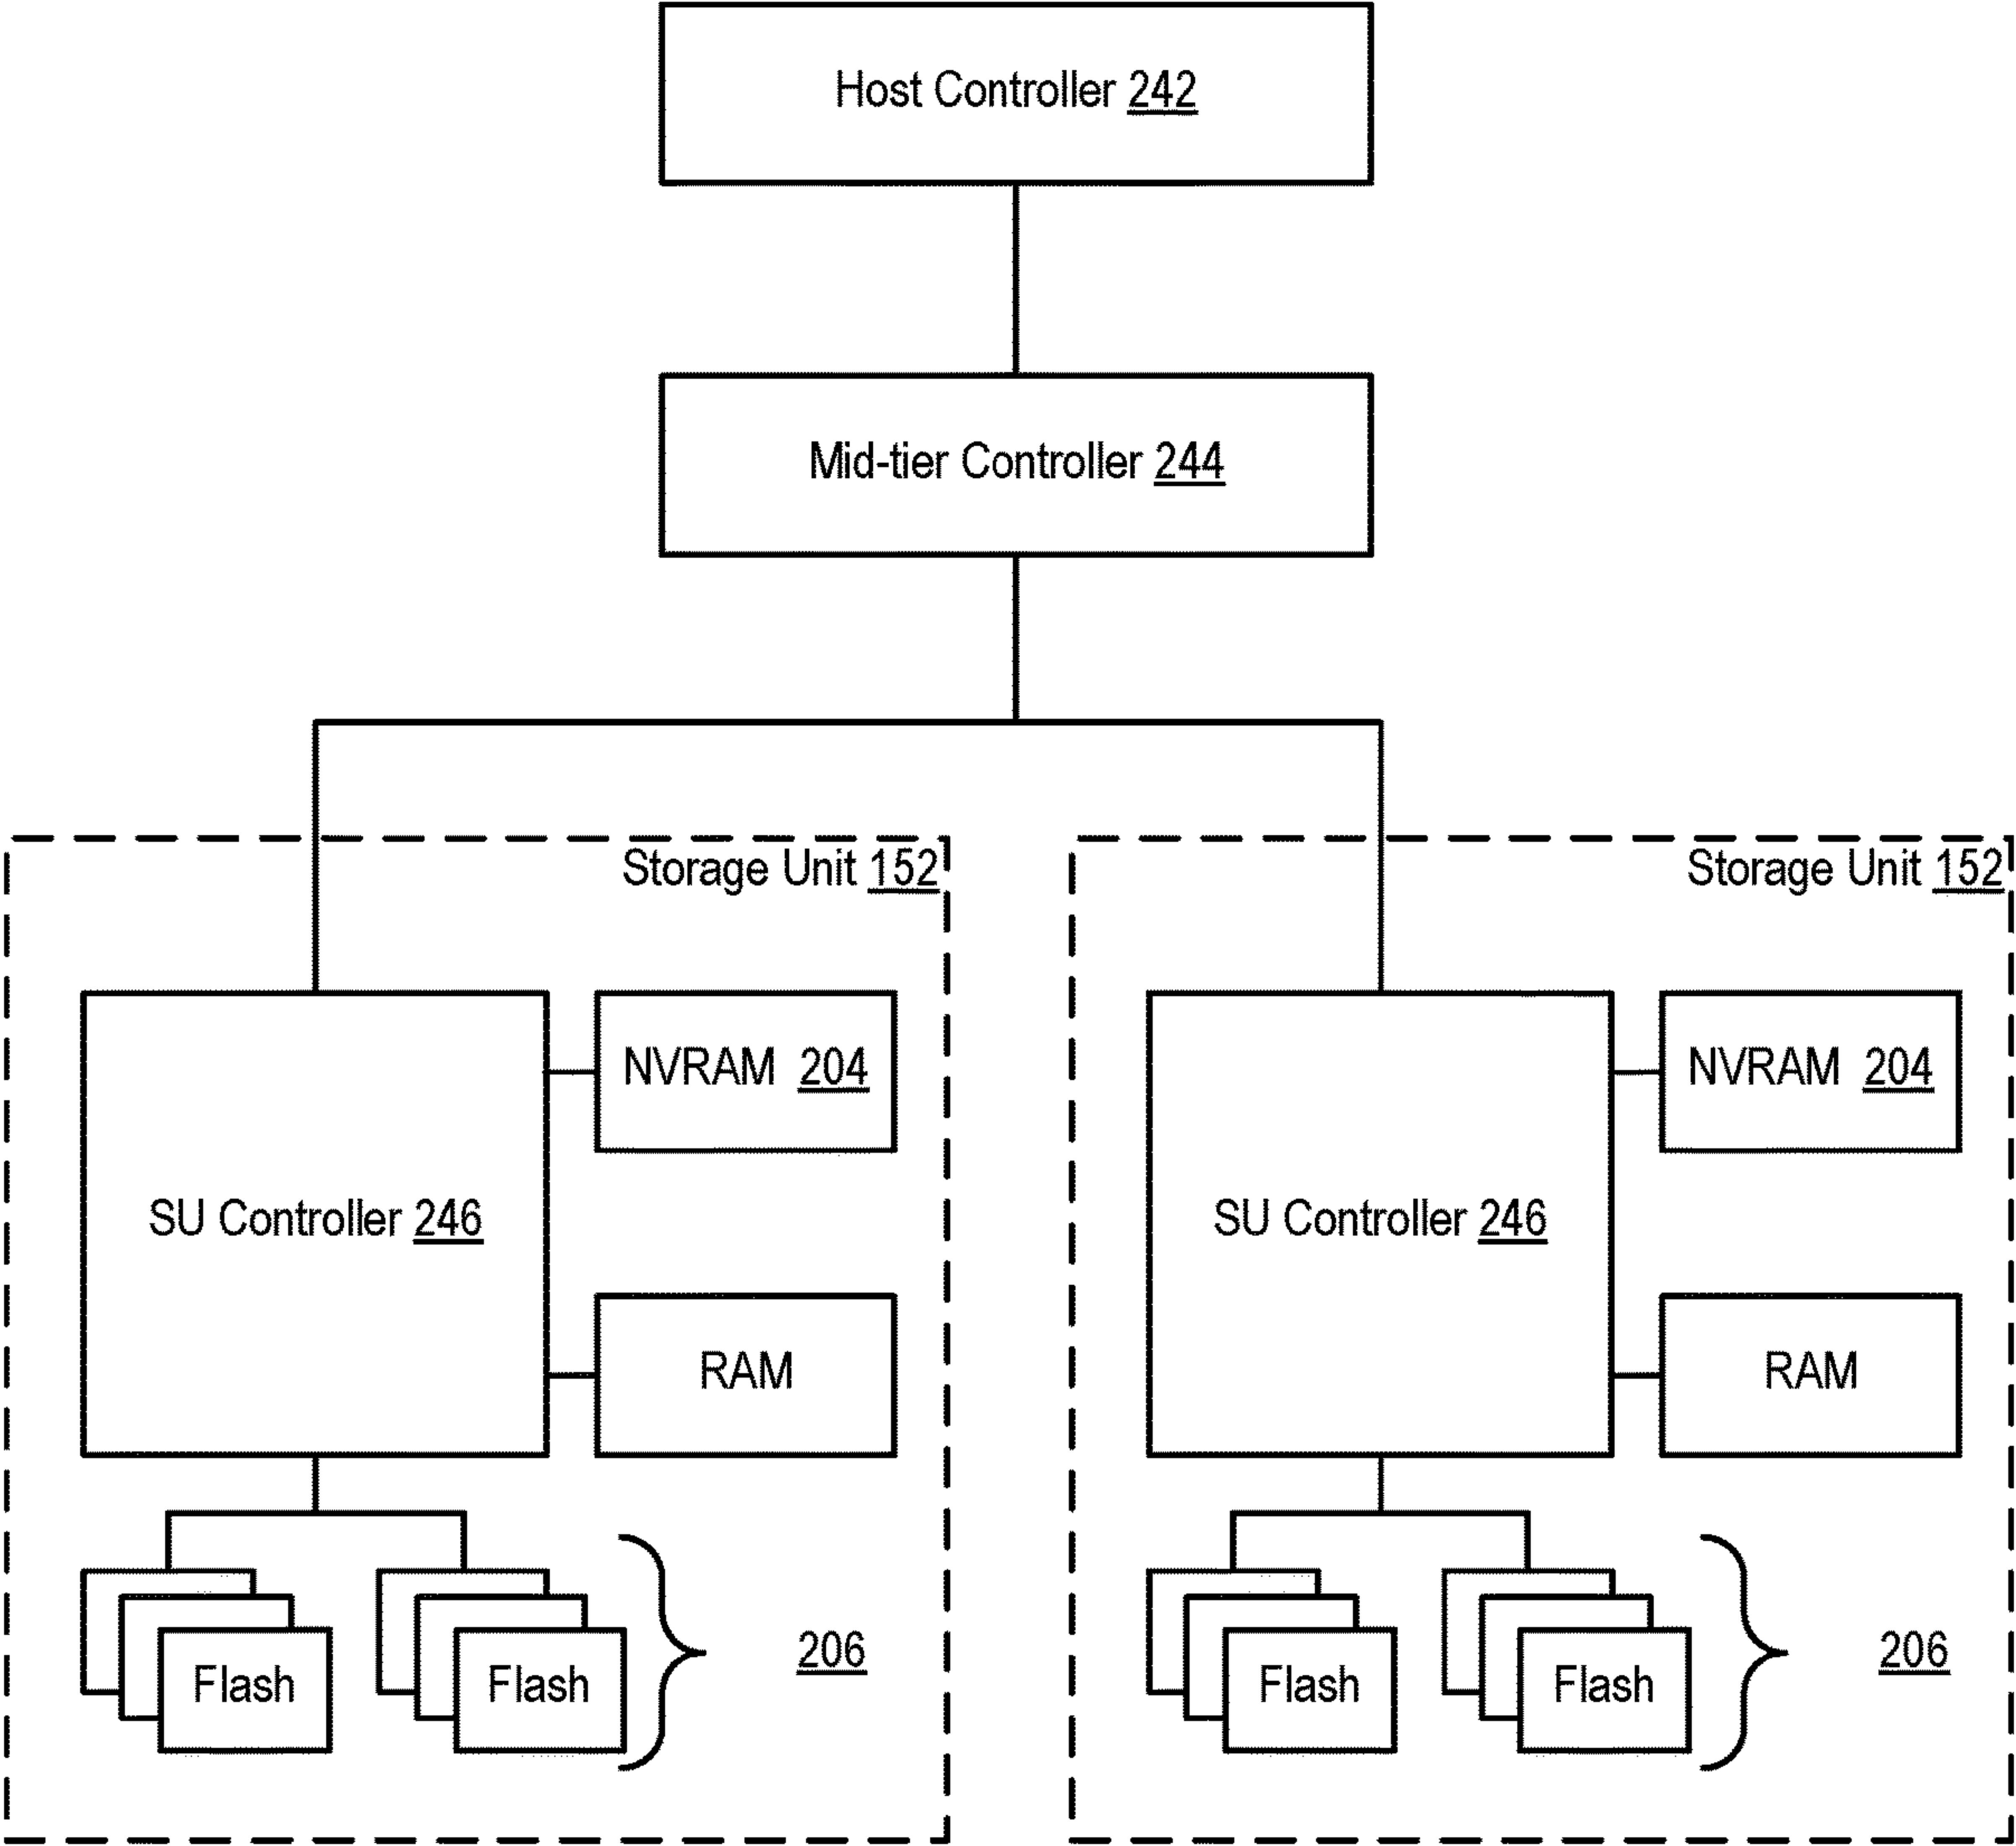 Host Controller 242
Mid-tier Controller 244
Storage Unit 152
SU Controller 246
NVRAM 204
RAM
Flash
Flash
206
Storage Unit 152
SU Controller 246
NVRAM 204
RAM
Flash
Flash
206